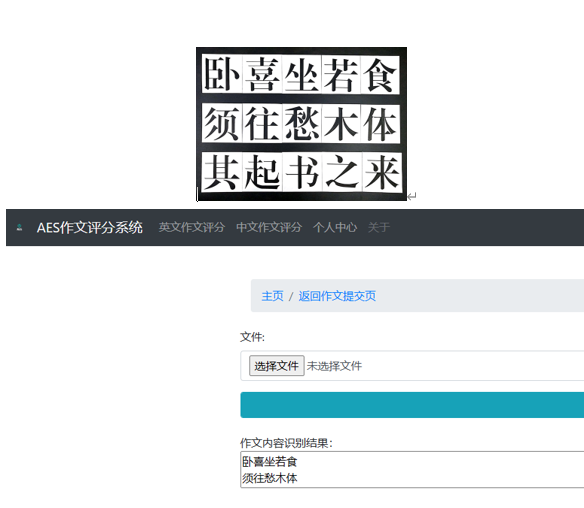 卧喜坐若食
须往愁木体
其起书之来
↵
AES作文评分系统 英文作文评分 中文作文评分 个人中心 关于
主页 / 返回作文提交页
文件:
选择文件 未选择文件
作文内容识别结果：
卧喜坐若食
须往愁木体